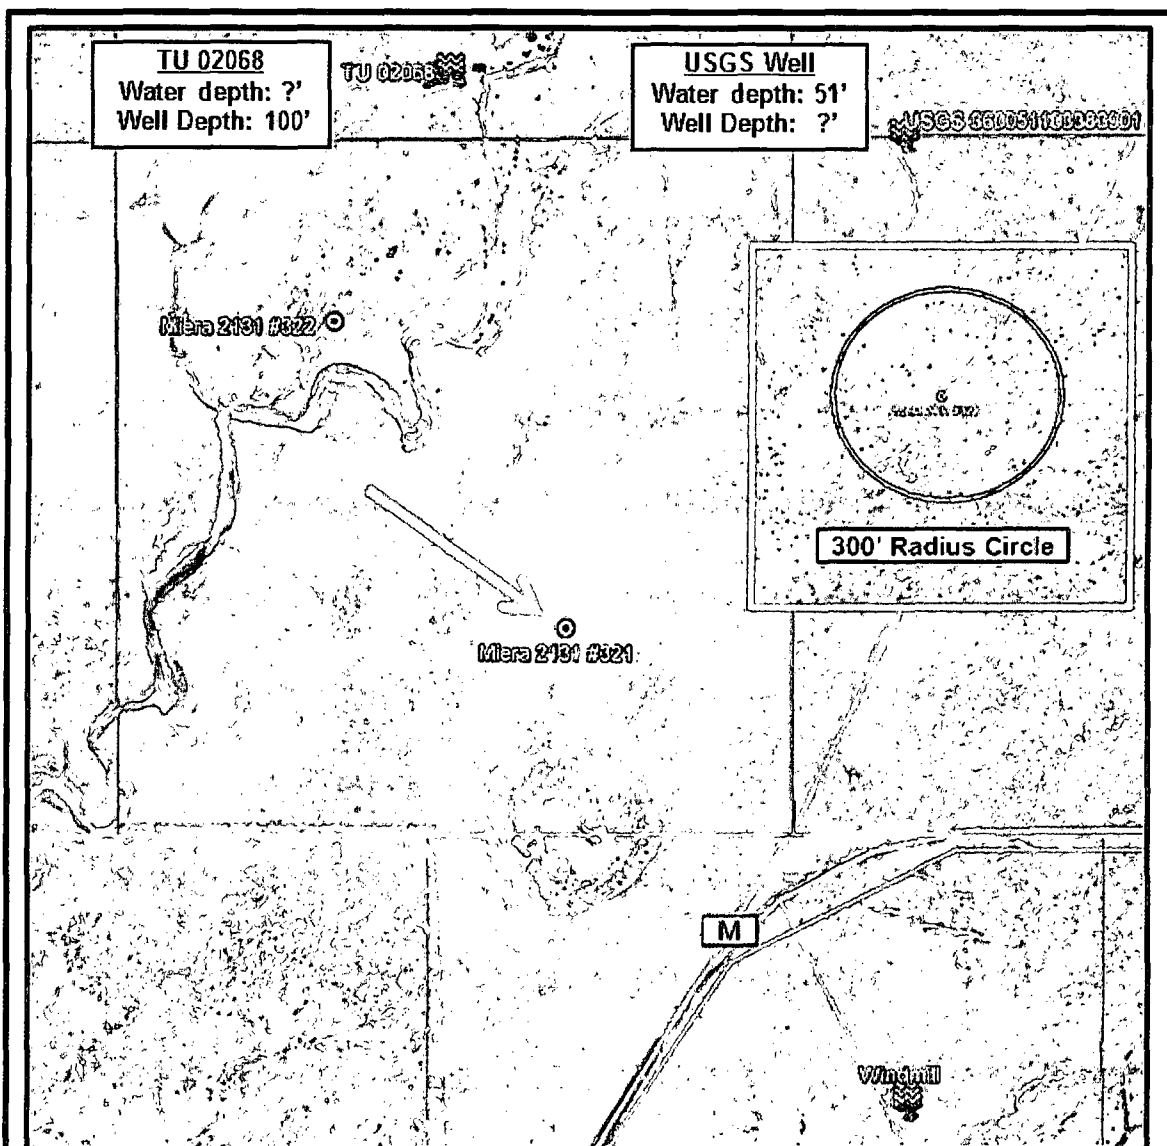 TU 02068
Water depth: ?'
Well Depth: 100'
TU 02068
USGS Well
Water depth: 51'
Well Depth: ?'
Miera 2131 #322
300' Radius Circle
Miera 2131 #321
M
Windmill